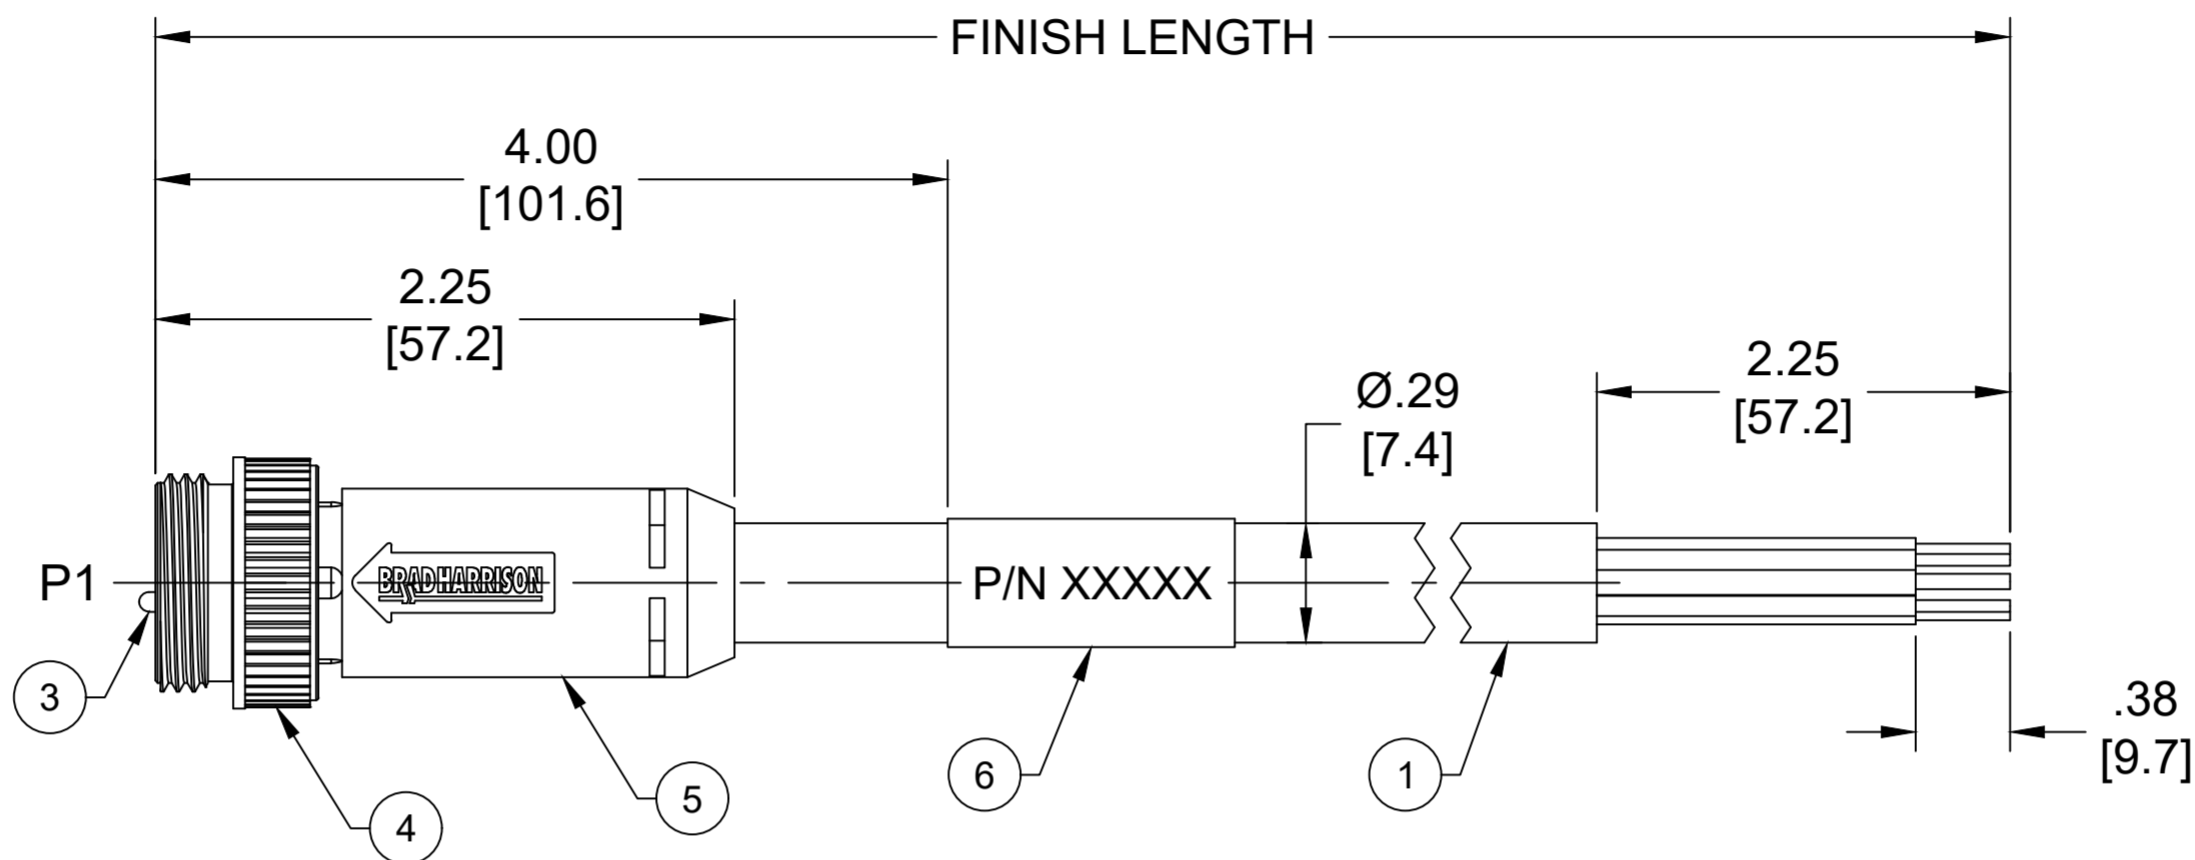 FINISH LENGTH
4.00
[101.6]
2.25
[57.2]
2.25
[57.2]
Ø.29
[7.4]
P1
BRADHARRISON
P/N XXXXX
3
4
5
6
1
.38
[9.7]